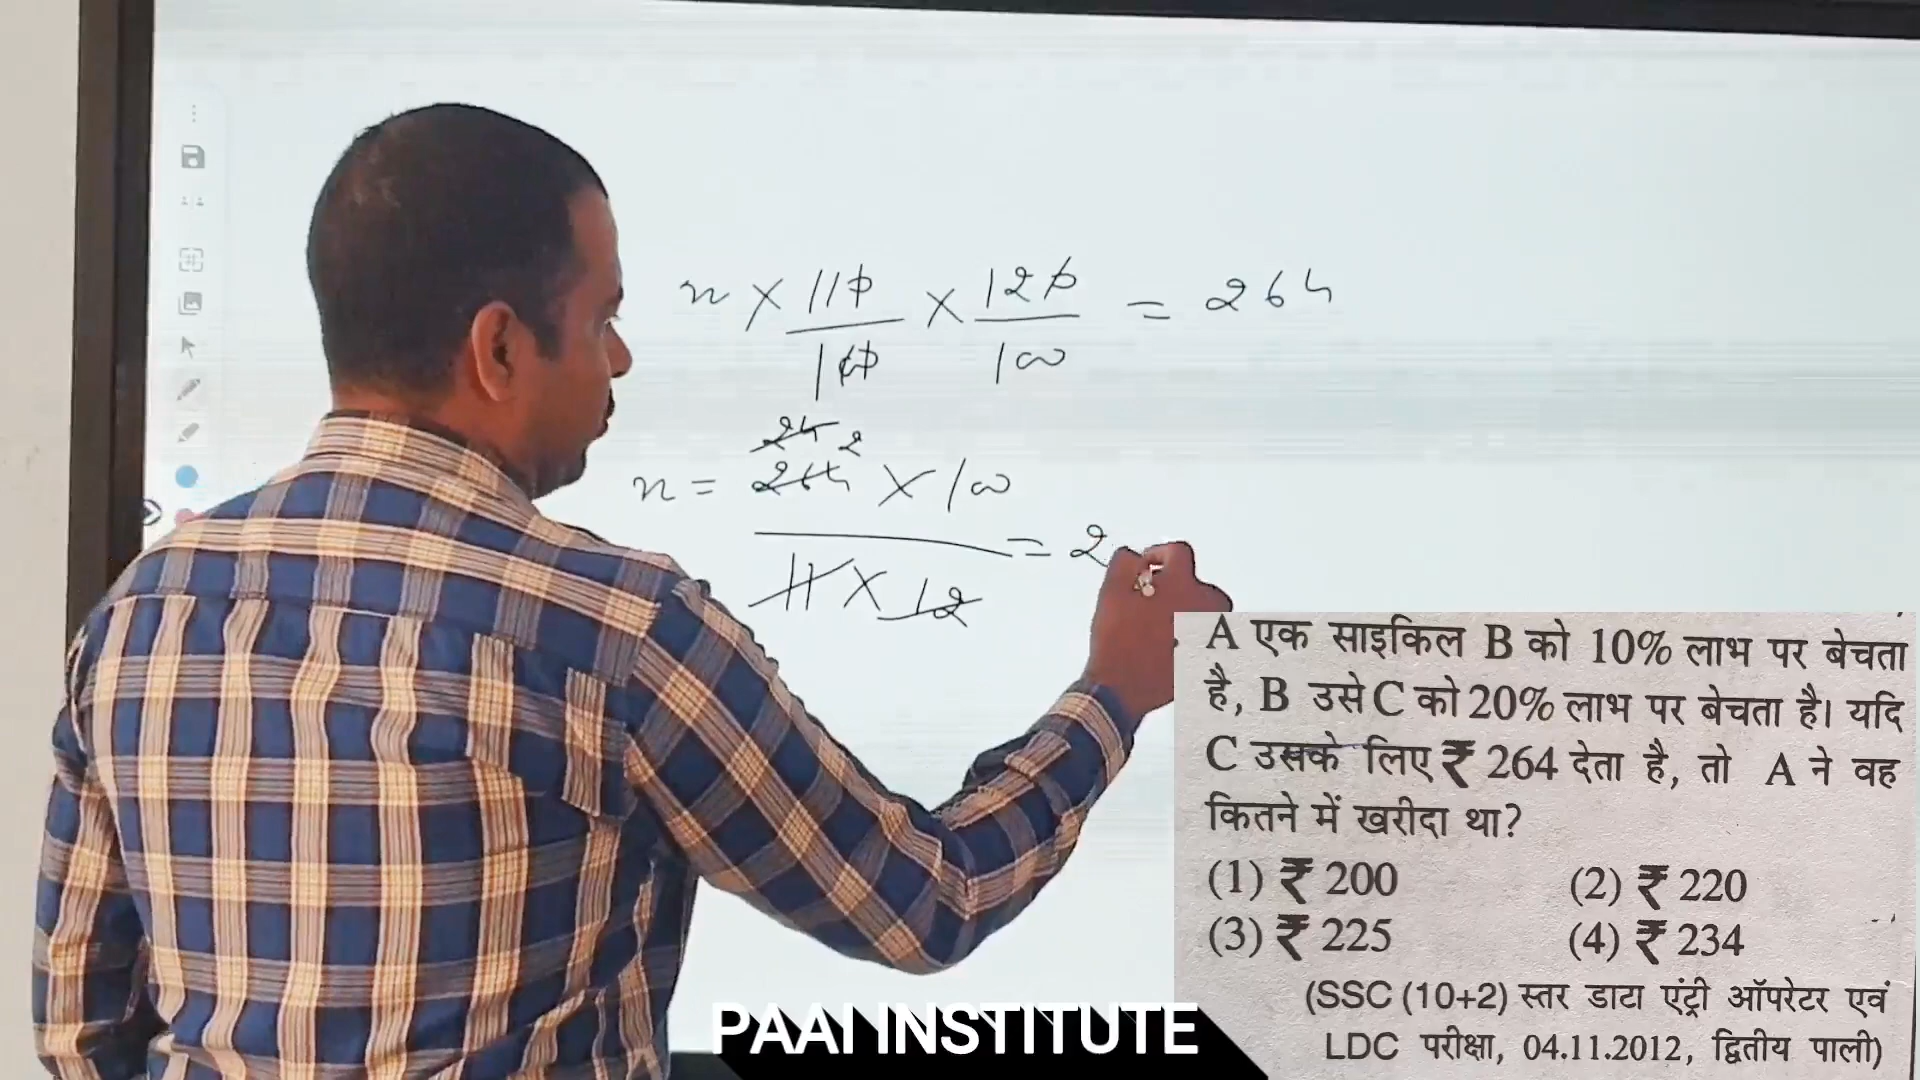 n × 110/100 × 120/100 = 264
24 2
n = 264 × 100
11 × 12
= 2
A एक साइकिल B को 10% लाभ पर बेचता
है, B उसे C को 20% लाभ पर बेचता है। यदि
C उसके लिए ₹ 264 देता है, तो A ने वह
कितने में खरीदा था?
(1) ₹ 200 (2) ₹ 220
(3) ₹ 225 (4) ₹ 234
(SSC (10+2) स्तर डाटा एंट्री ऑपरेटर एवं
LDC परीक्षा, 04.11.2012, द्वितीय पाली)
PAAI INSTITUTE